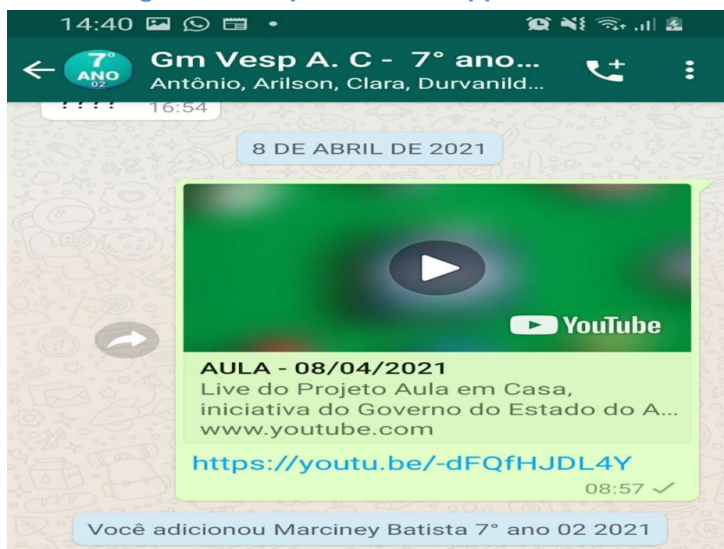 14:40
7°
ANO
02
Gm Vesp A. C - 7° ano...
Antônio, Arilson, Clara, Durvanild...
16:54
8 DE ABRIL DE 2021
YouTube
AULA - 08/04/2021
Live do Projeto Aula em Casa,
iniciativa do Governo do Estado do A...
www.youtube.com
https://youtu.be/-dFQfHJDL4Y
08:57
Você adicionou Marciney Batista 7° ano 02 2021